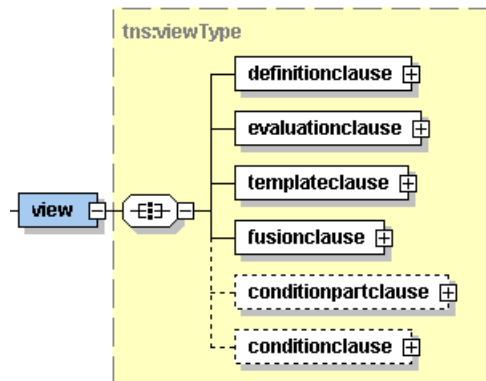 tns:viewType
definitionclause
evaluationclause
templateclause
view
fusionclause
conditionpartclause
conditionclause